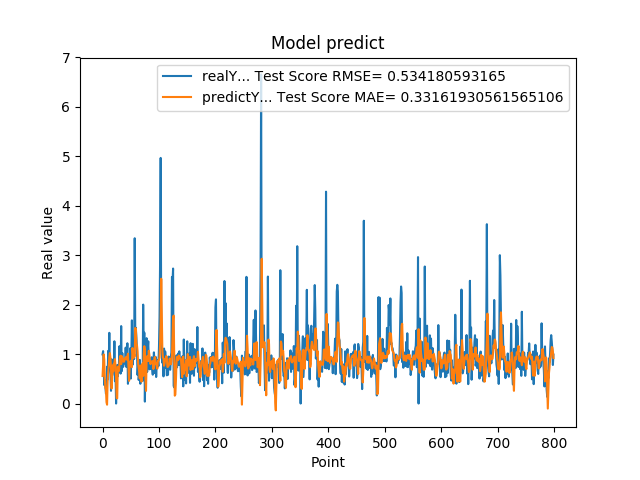 Model predict
realY... Test Score RMSE= 0.534180593165
predictY... Test Score MAE= 0.33161930561565106
Real value
7
6
5
4
3
2
1
0
0 100 200 300 400 500 600 700 800
Point